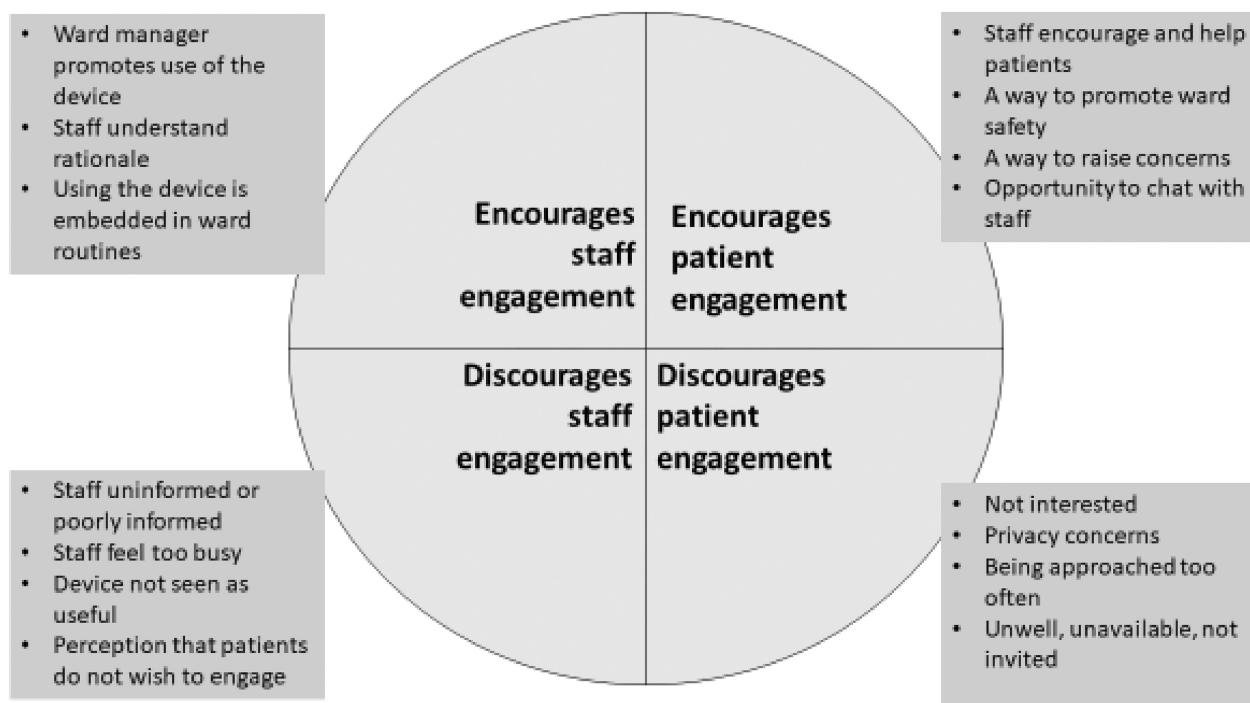 • Ward manager
promotes use of the
device
• Staff understand
rationale
• Using the device is
embedded in ward
routines
• Staff encourage and help
patients
• A way to promote ward
safety
• A way to raise concerns
• Opportunity to chat with
staff
Encourages
staff
engagement
Encourages
patient
engagement
Discourages
staff
engagement
Discourages
patient
engagement
• Staff uninformed or
poorly informed
• Staff feel too busy
• Device not seen as
useful
• Perception that patients
do not wish to engage
• Not interested
• Privacy concerns
• Being approached too
often
• Unwell, unavailable, not
invited